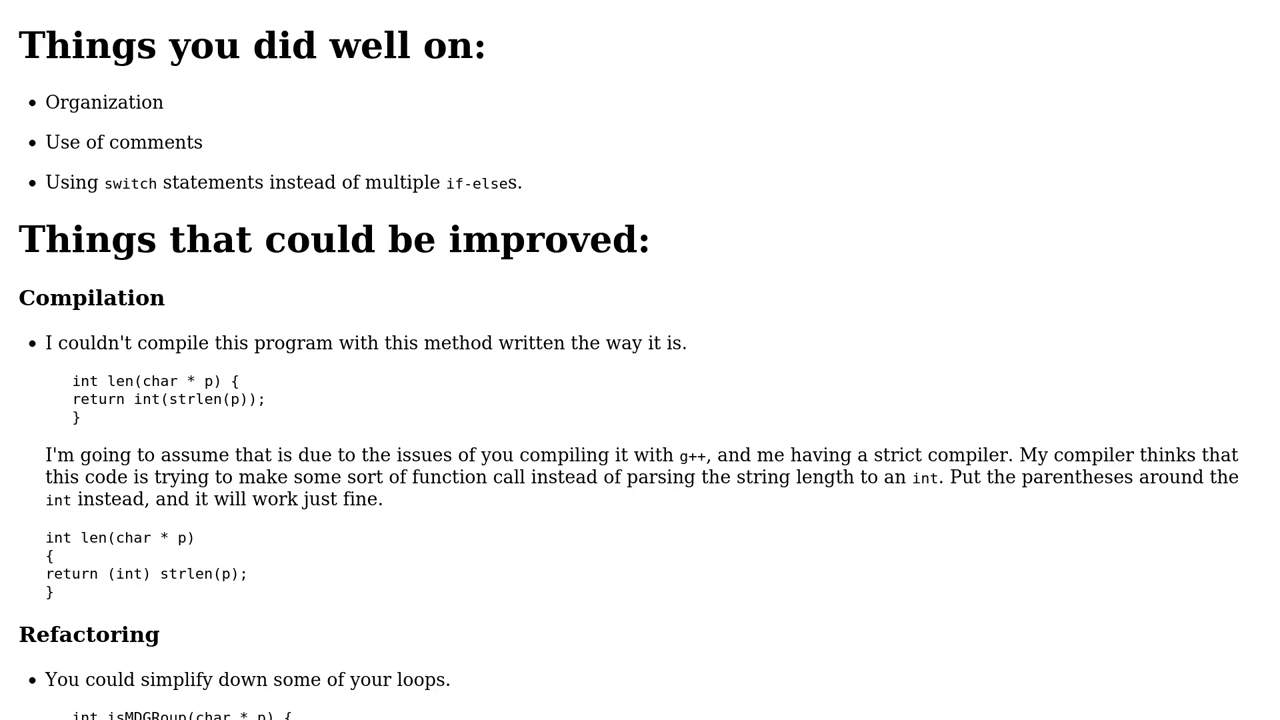 Things you did well on:
• Organization
• Use of comments
• Using switch statements instead of multiple if-elses.
Things that could be improved:
Compilation
• I couldn't compile this program with this method written the way it is.
int len(char * p) {
return int(strlen(p));
}
I'm going to assume that is due to the issues of you compiling it with g++, and me having a strict compiler. My compiler thinks that
this code is trying to make some sort of function call instead of parsing the string length to an int. Put the parentheses around the
int instead, and it will work just fine.
int len(char * p)
{
return (int) strlen(p);
}
Refactoring
• You could simplify down some of your loops.
int isMDGRoup(char * p) {